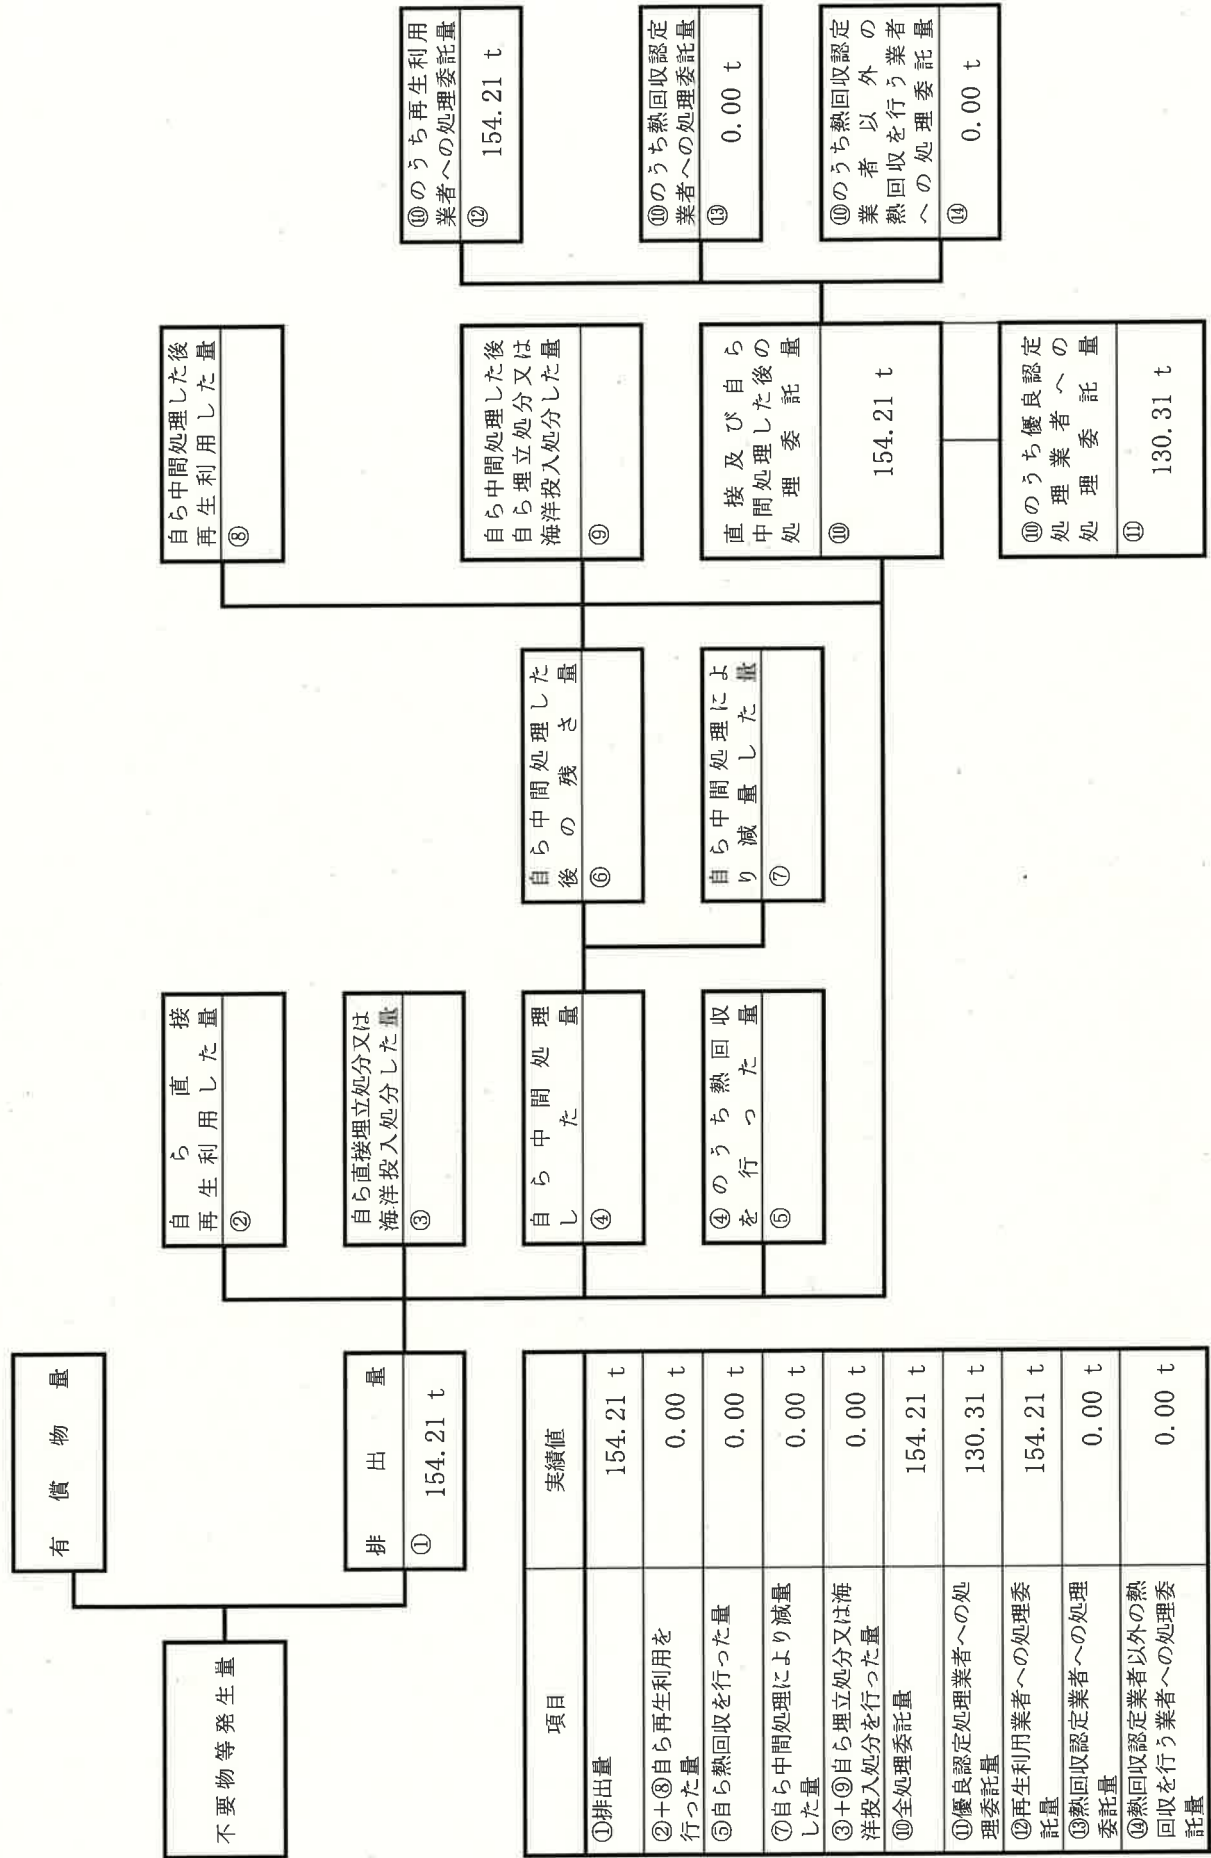 有償物量
不要物等発生量
排出量
① 154.21 t
自ら直接
再生利用した量
②
自ら直接埋立処分又は
海洋投入処分した量
③
自ら中間処理
した量
④
④のうち熱回収
を行った量
⑤
自ら中間処理した
後の残さ量
⑥
自ら中間処理によ
り減量した量
⑦
自ら中間処理した後
再生利用した量
⑧
自ら中間処理した後
自ら埋立処分又は
海洋投入処分した量
⑨
直接及び自ら
中間処理した後の
処理委託量
⑩
154.21 t
⑩のうち優良認定
処理業者への
処理委託量
⑪
130.31 t
⑩のうち再生利用
業者への処理委託量
⑫ 154.21 t
⑩のうち熱回収認定
業者への処理委託量
⑬ 0.00 t
⑩のうち熱回収認定
業者以外の
熱回収を行う業者
への処理委託量
⑭ 0.00 t
項目 実績値
①排出量 154.21 t
②+⑧自ら再生利用を
行った量 0.00 t
⑤自ら熱回収を行った量 0.00 t
⑦自ら中間処理により減量
した量 0.00 t
③+⑨自ら埋立処分又は海
洋投入処分を行った量 0.00 t
⑩全処理委託量 154.21 t
⑪優良認定処理業者への処
理委託量 130.31 t
⑫再生利用業者への処理委
託量 154.21 t
⑬熱回収認定業者への処理
委託量 0.00 t
⑭熱回収認定業者以外の熱
回収を行う業者への処理委
託量 0.00 t